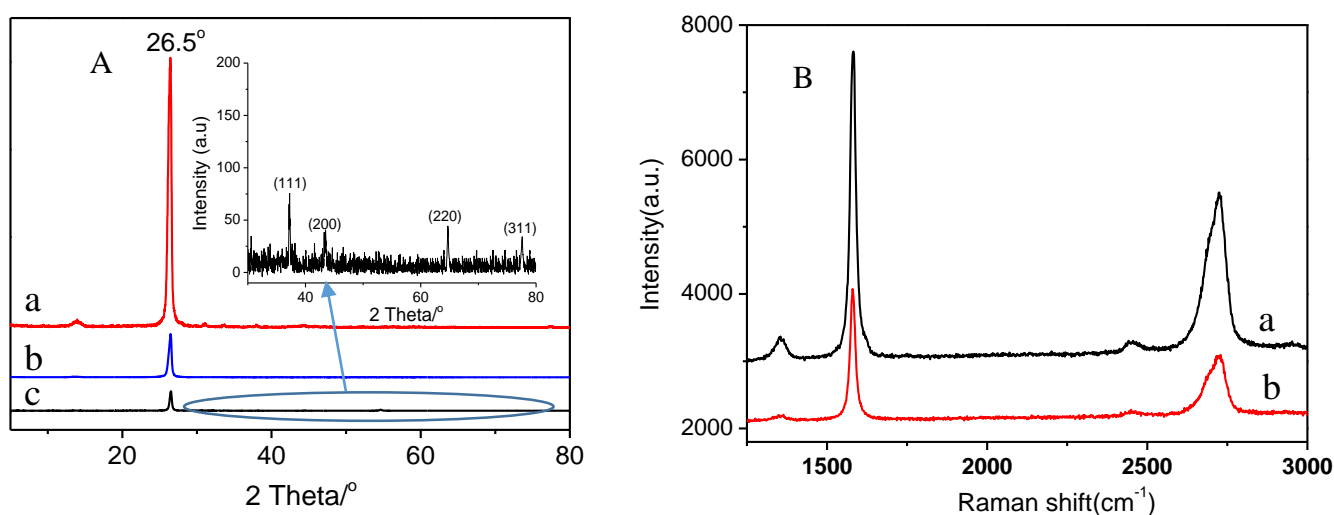 A
26.5°
200
150
100
50
0
Intensity (a.u)
(111)
(200)
(220)
(311)
40
60
80
2 Theta/°
a
b
c
20
40
60
80
2 Theta/°
B
8000
6000
4000
2000
Intensity(a.u.)
a
b
1500
2000
2500
3000
Raman shift(cm⁻¹)